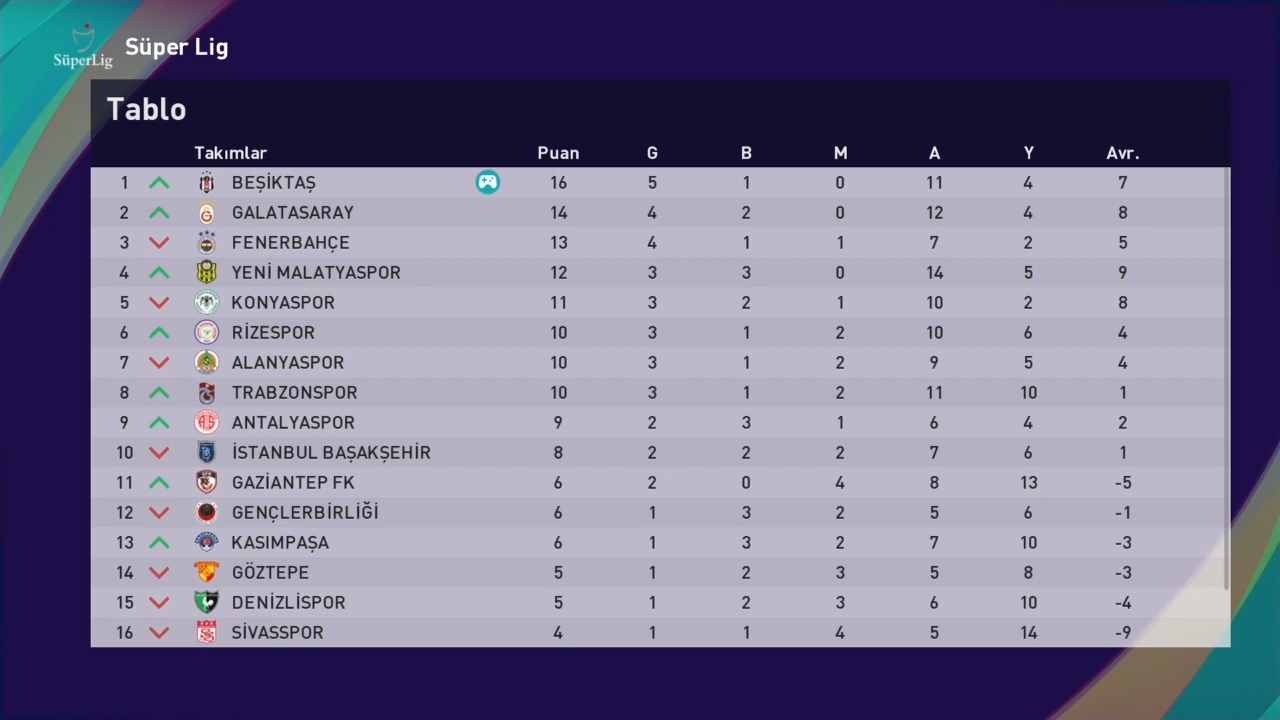 SüperLig Süper Lig
Tablo
Takımlar Puan G B M A Y Avr.
1 BEŞİKTAŞ 16 5 1 0 11 4 7
2 GALATASARAY 14 4 2 0 12 4 8
3 FENERBAHÇE 13 4 1 1 7 2 5
4 YENİ MALATYASPOR 12 3 3 0 14 5 9
5 KONYASPOR 11 3 2 1 10 2 8
6 RİZESPOR 10 3 1 2 10 6 4
7 ALANYASPOR 10 3 1 2 9 5 4
8 TRABZONSPOR 10 3 1 2 11 10 1
9 ANTALYASPOR 9 2 3 1 6 4 2
10 İSTANBUL BAŞAKŞEHİR 8 2 2 2 7 6 1
11 GAZİANTEP FK 6 2 0 4 8 13 -5
12 GENÇLERBİRLİĞİ 6 1 3 2 5 6 -1
13 KASIMPAŞA 6 1 3 2 7 10 -3
14 GÖZTEPE 5 1 2 3 5 8 -3
15 DENİZLİSPOR 5 1 2 3 6 10 -4
16 SİVASSPOR 4 1 1 4 5 14 -9